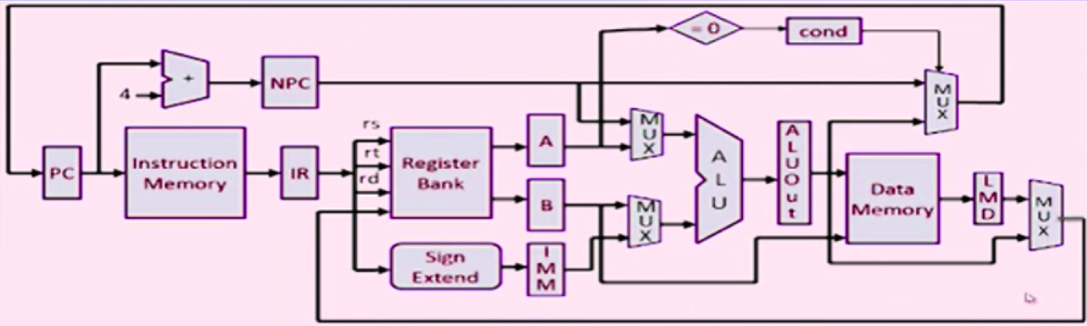 = 0
cond
+
4
NPC
MUX
rs
rt
rd
PC
Instruction
Memory
IR
Register
Bank
A
B
MUX
MUX
ALU
ALUOut
Data
Memory
LMD
MUX
Sign
Extend
IMM